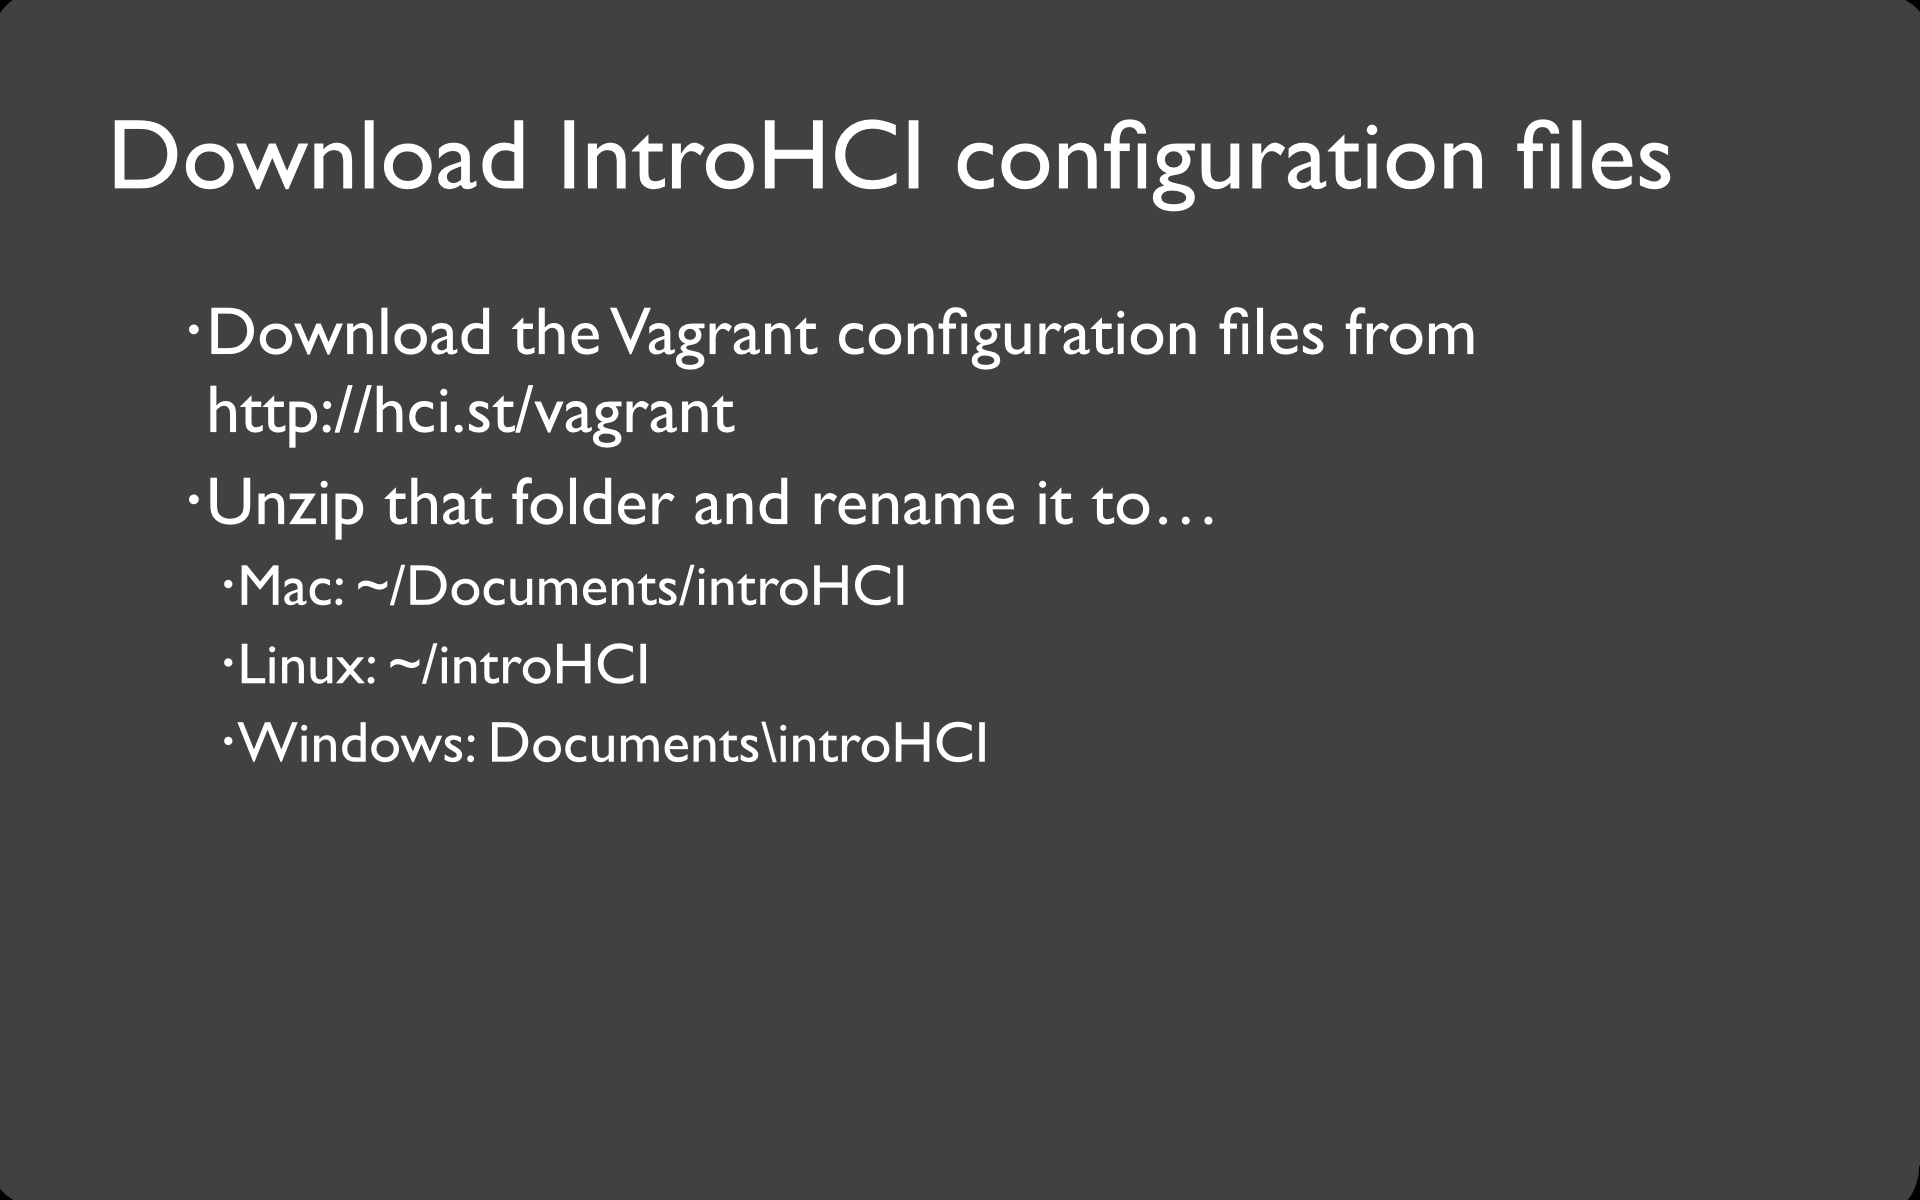 Download IntroHCI configuration files
·Download the Vagrant configuration files from
http://hci.st/vagrant
·Unzip that folder and rename it to…
·Mac: ~/Documents/introHCI
·Linux: ~/introHCI
·Windows: Documents\introHCI